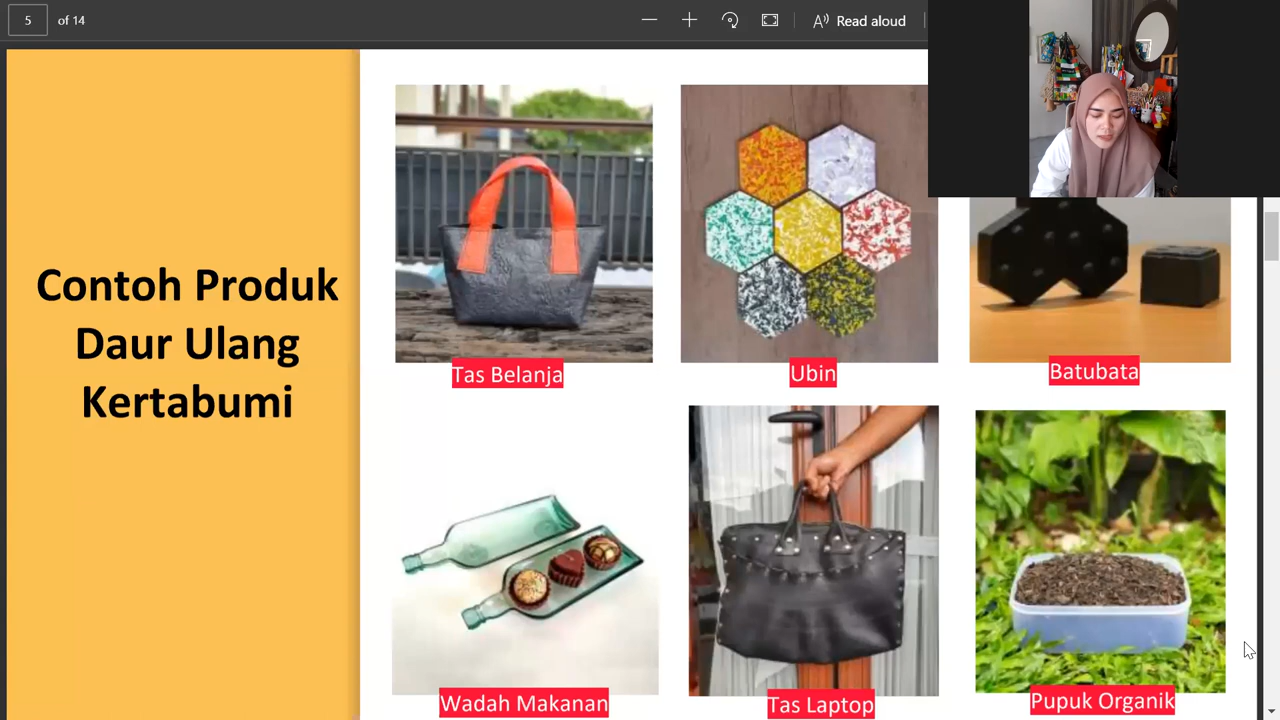 5 of 14
Read aloud
Contoh Produk
Daur Ulang
Kertabumi
Tas Belanja
Ubin
Batubata
Wadah Makanan
Tas Laptop
Pupuk Organik